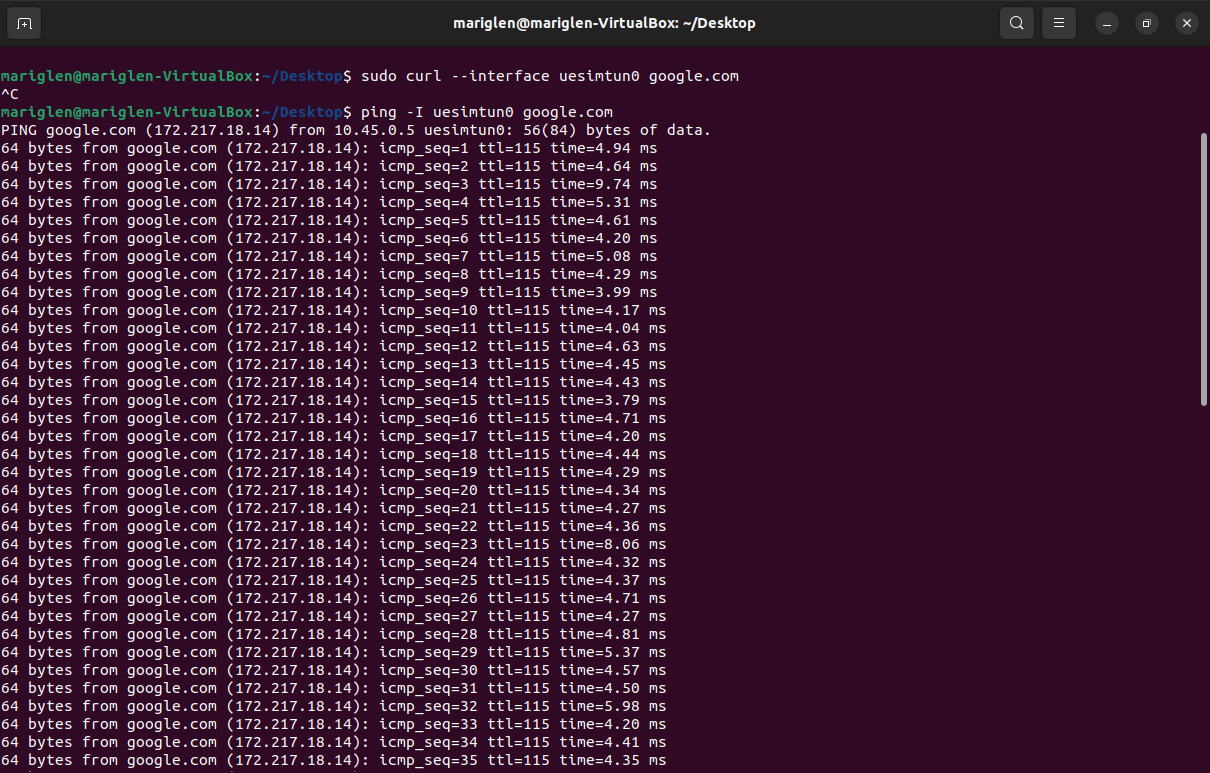 mariglen@mariglen-VirtualBox: ~/Desktop
mariglen@mariglen-VirtualBox:~/Desktop$ sudo curl --interface uesimtun0 google.com
^C
mariglen@mariglen-VirtualBox:~/Desktop$ ping -I uesimtun0 google.com
PING google.com (172.217.18.14) from 10.45.0.5 uesimtun0: 56(84) bytes of data.
64 bytes from google.com (172.217.18.14): icmp_seq=1 ttl=115 time=4.94 ms
64 bytes from google.com (172.217.18.14): icmp_seq=2 ttl=115 time=4.64 ms
64 bytes from google.com (172.217.18.14): icmp_seq=3 ttl=115 time=9.74 ms
64 bytes from google.com (172.217.18.14): icmp_seq=4 ttl=115 time=5.31 ms
64 bytes from google.com (172.217.18.14): icmp_seq=5 ttl=115 time=4.61 ms
64 bytes from google.com (172.217.18.14): icmp_seq=6 ttl=115 time=4.20 ms
64 bytes from google.com (172.217.18.14): icmp_seq=7 ttl=115 time=5.08 ms
64 bytes from google.com (172.217.18.14): icmp_seq=8 ttl=115 time=4.29 ms
64 bytes from google.com (172.217.18.14): icmp_seq=9 ttl=115 time=3.99 ms
64 bytes from google.com (172.217.18.14): icmp_seq=10 ttl=115 time=4.17 ms
64 bytes from google.com (172.217.18.14): icmp_seq=11 ttl=115 time=4.04 ms
64 bytes from google.com (172.217.18.14): icmp_seq=12 ttl=115 time=4.63 ms
64 bytes from google.com (172.217.18.14): icmp_seq=13 ttl=115 time=4.45 ms
64 bytes from google.com (172.217.18.14): icmp_seq=14 ttl=115 time=4.43 ms
64 bytes from google.com (172.217.18.14): icmp_seq=15 ttl=115 time=3.79 ms
64 bytes from google.com (172.217.18.14): icmp_seq=16 ttl=115 time=4.71 ms
64 bytes from google.com (172.217.18.14): icmp_seq=17 ttl=115 time=4.20 ms
64 bytes from google.com (172.217.18.14): icmp_seq=18 ttl=115 time=4.44 ms
64 bytes from google.com (172.217.18.14): icmp_seq=19 ttl=115 time=4.29 ms
64 bytes from google.com (172.217.18.14): icmp_seq=20 ttl=115 time=4.34 ms
64 bytes from google.com (172.217.18.14): icmp_seq=21 ttl=115 time=4.27 ms
64 bytes from google.com (172.217.18.14): icmp_seq=22 ttl=115 time=4.36 ms
64 bytes from google.com (172.217.18.14): icmp_seq=23 ttl=115 time=8.06 ms
64 bytes from google.com (172.217.18.14): icmp_seq=24 ttl=115 time=4.32 ms
64 bytes from google.com (172.217.18.14): icmp_seq=25 ttl=115 time=4.37 ms
64 bytes from google.com (172.217.18.14): icmp_seq=26 ttl=115 time=4.71 ms
64 bytes from google.com (172.217.18.14): icmp_seq=27 ttl=115 time=4.27 ms
64 bytes from google.com (172.217.18.14): icmp_seq=28 ttl=115 time=4.81 ms
64 bytes from google.com (172.217.18.14): icmp_seq=29 ttl=115 time=5.37 ms
64 bytes from google.com (172.217.18.14): icmp_seq=30 ttl=115 time=4.57 ms
64 bytes from google.com (172.217.18.14): icmp_seq=31 ttl=115 time=4.50 ms
64 bytes from google.com (172.217.18.14): icmp_seq=32 ttl=115 time=5.98 ms
64 bytes from google.com (172.217.18.14): icmp_seq=33 ttl=115 time=4.20 ms
64 bytes from google.com (172.217.18.14): icmp_seq=34 ttl=115 time=4.41 ms
64 bytes from google.com (172.217.18.14): icmp_seq=35 ttl=115 time=4.35 ms